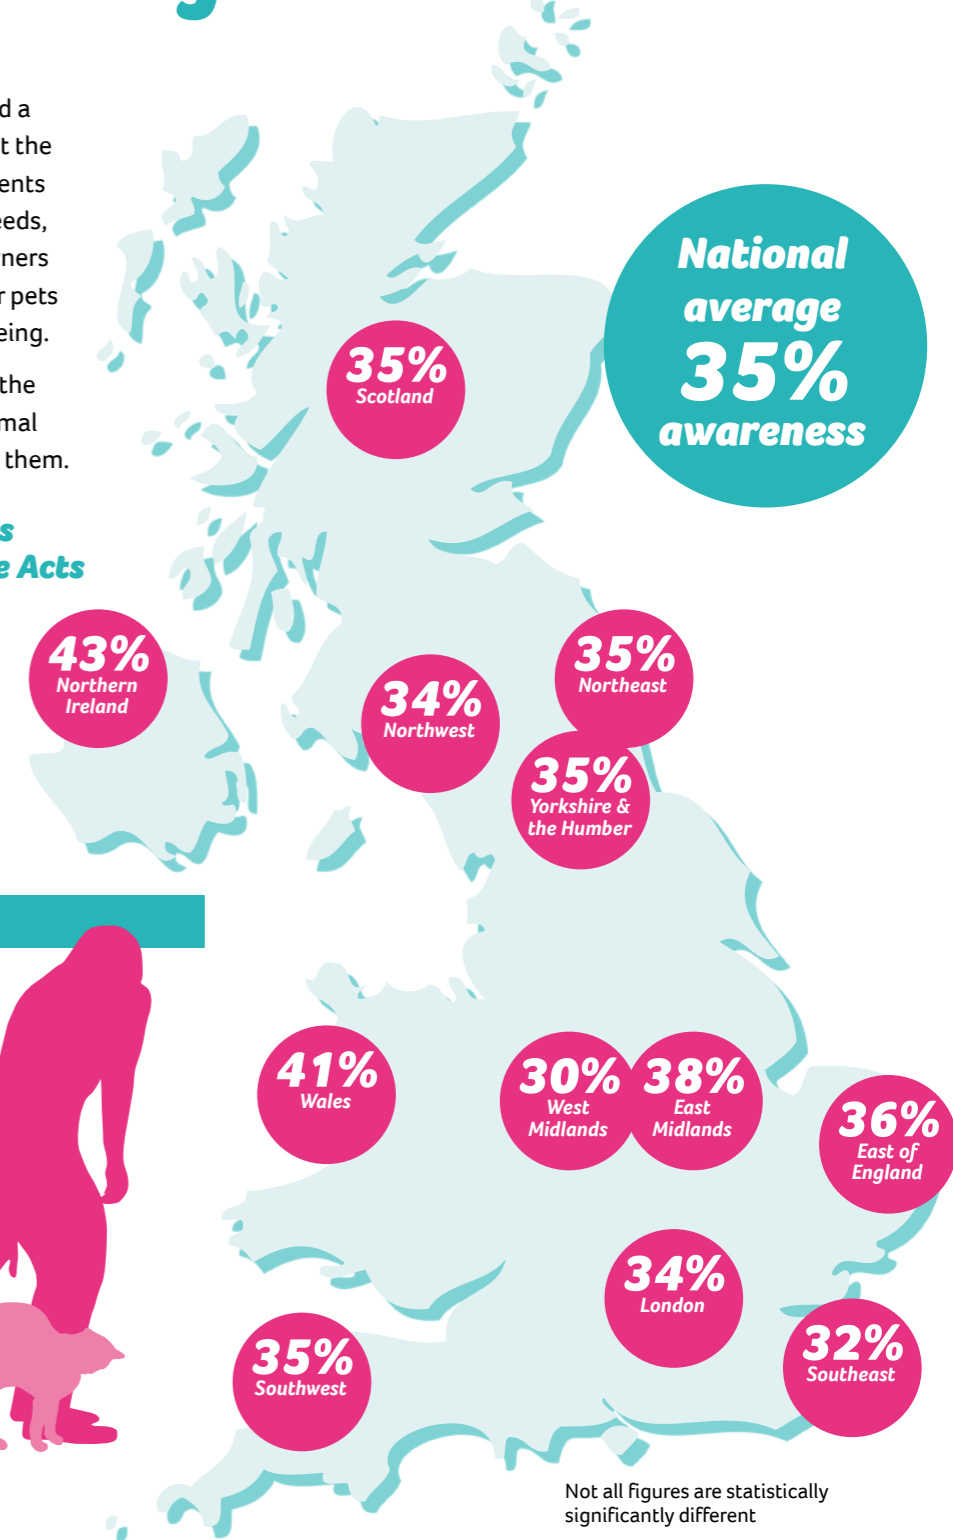 d a
t the
ents
eeds,
ners
r pets
eing.
the
mal
them.
s
e Acts
National
average
35%
awareness
35%
Scotland
43%
Northern
Ireland
34%
Northwest
35%
Northeast
35%
Yorkshire &
the Humber
41%
Wales
30%
West
Midlands
38%
East
Midlands
36%
East of
England
34%
London
35%
Southwest
32%
Southeast
Not all figures are statistically
significantly different